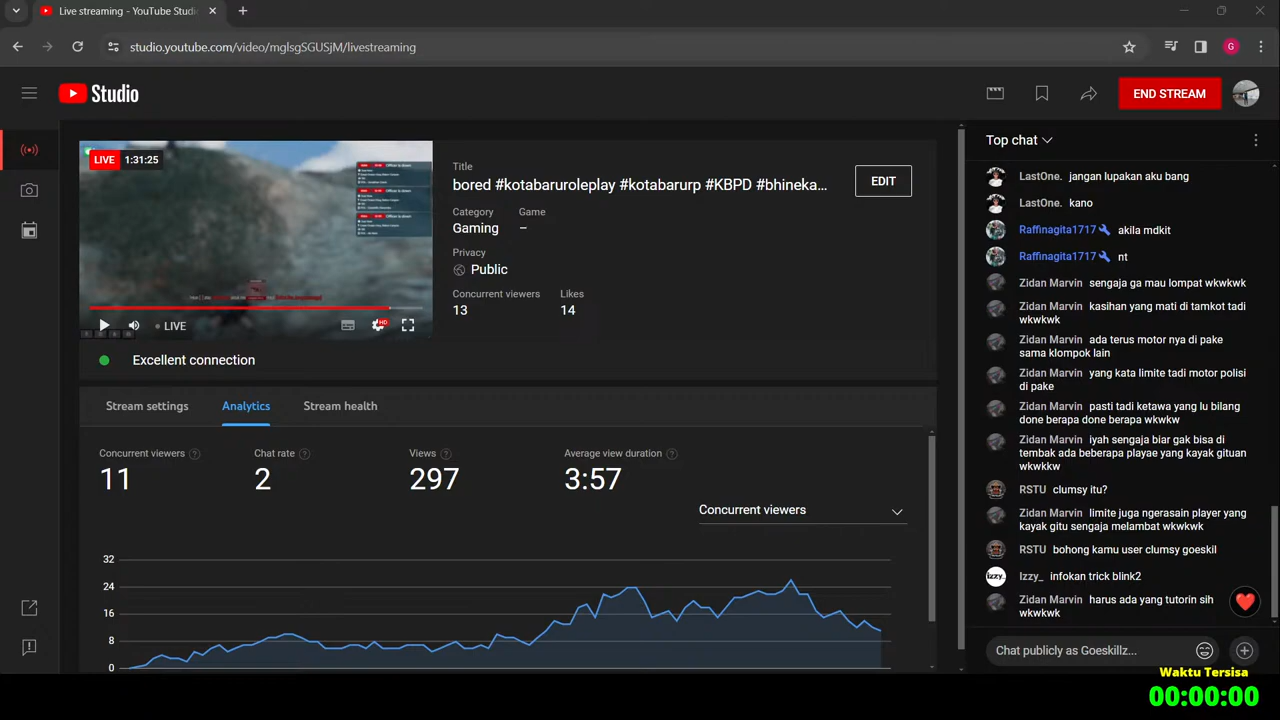 Live streaming - YouTube Studi
studio.youtube.com/video/mglsgSGUSjM/livestreaming
G
Studio
END STREAM
LIVE 1:31:25
LIVE
HD
Title
bored #kotabaruroleplay #kotabarurp #KBPD #bhineka...
EDIT
Category
Game
Gaming
–
Privacy
Public
Concurrent viewers
Likes
13
14
Excellent connection
Stream settings
Analytics
Stream health
Concurrent viewers
Chat rate
Views
Average view duration
11
2
297
3:57
Concurrent viewers
32
24
16
8
0
Top chat
LastOne. jangan lupakan aku bang
LastOne. kano
Raffinagita1717 akila mdkit
Raffinagita1717 nt
Zidan Marvin sengaja ga mau lompat wkwkwk
Zidan Marvin kasihan yang mati di tamkot tadi
wkwkwk
Zidan Marvin ada terus motor nya di pake
sama klompok lain
Zidan Marvin yang kata limite tadi motor polisi
di pake
Zidan Marvin pasti tadi ketawa yang lu bilang
done berapa done berapa wkwkw
Zidan Marvin iyah sengaja biar gak bisa di
tembak ada beberapa playae yang kayak gituan
wkwkkw
RSTU clumsy itu?
Zidan Marvin limite juga ngerasain player yang
kayak gitu sengaja melambat wkwkwk
RSTU bohong kamu user clumsy goeskil
Izzy_ infokan trick blink2
Zidan Marvin harus ada yang tutorin sih
wkwkwk
Chat publicly as Goeskillz...
Waktu Tersisa
00:00:00